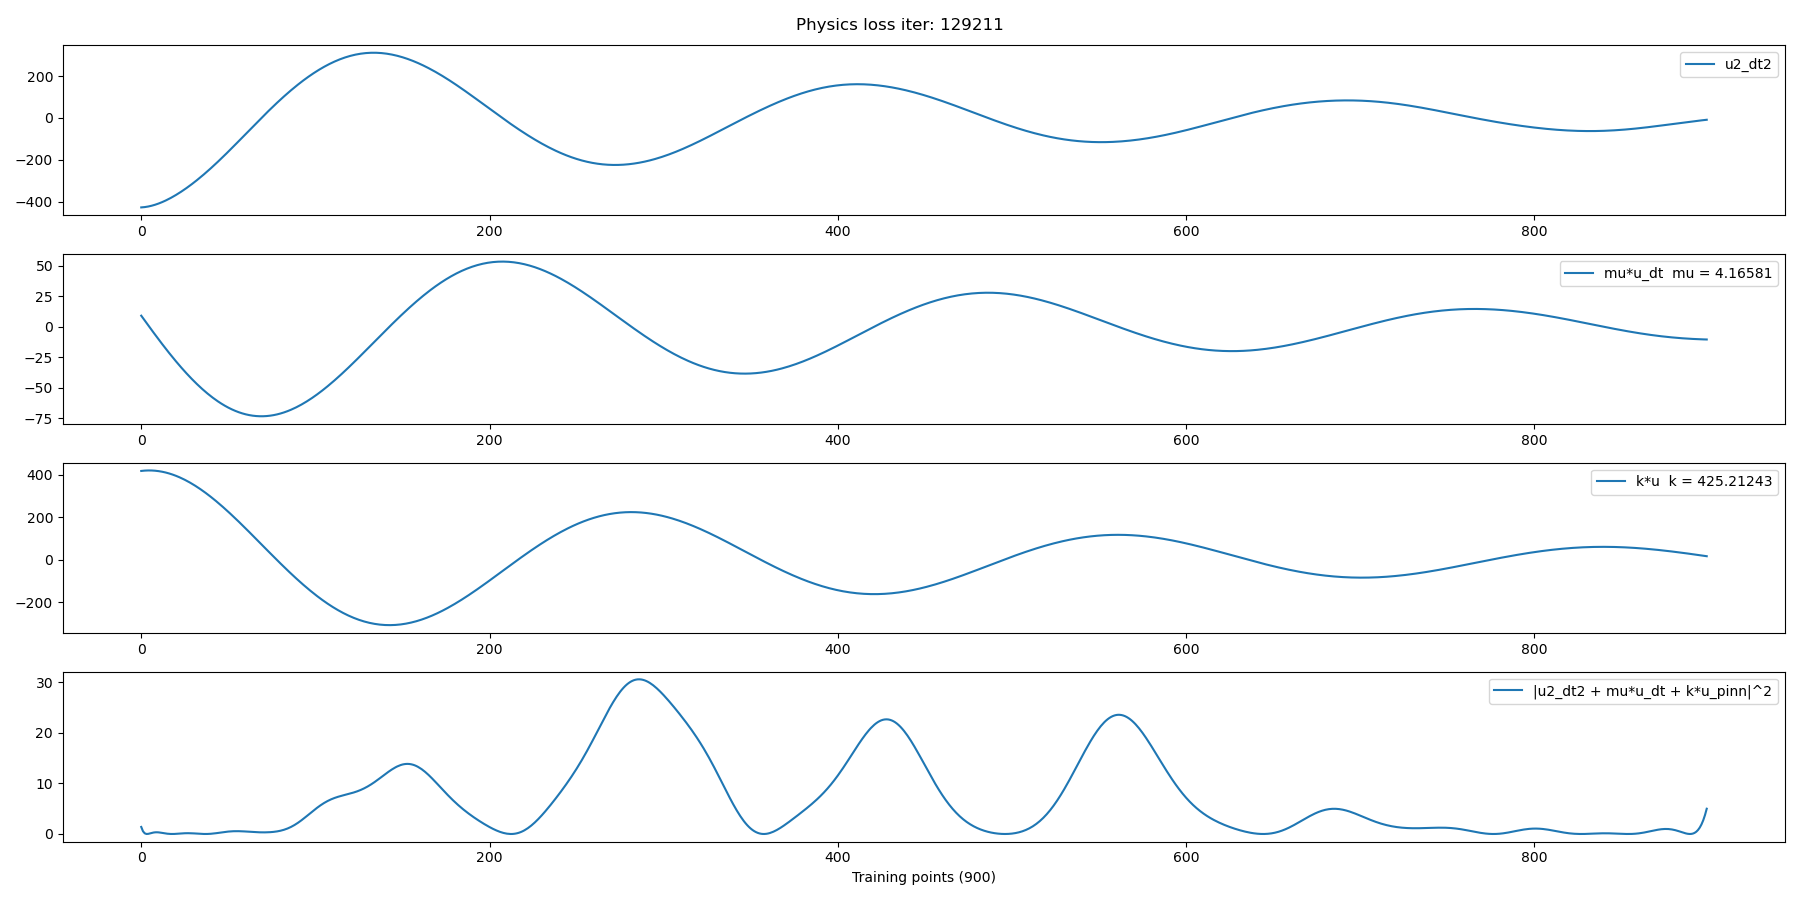 Physics loss iter: 129211
200
0
−200
−400
u2_dt2
0 200 400 600 800
50
25
0
−25
−50
−75
mu*u_dt  mu = 4.16581
0 200 400 600 800
400
200
0
−200
k*u  k = 425.21243
0 200 400 600 800
30
20
10
0
|u2_dt2 + mu*u_dt + k*u_pinn|^2
0 200 400 600 800
Training points (900)